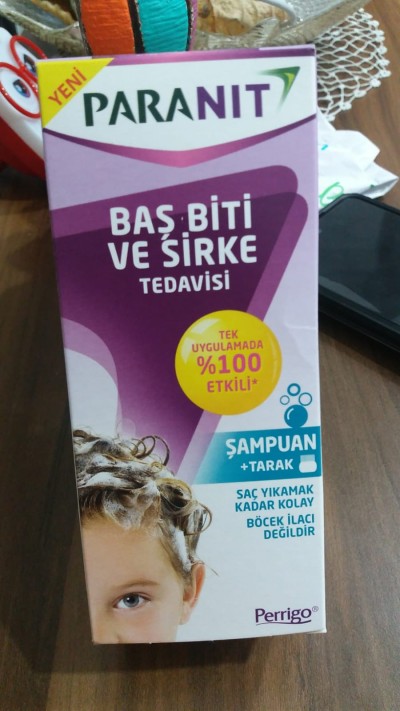 YENİ
PARANIT
BAŞ BİTİ
VE SİRKE
TEDAVİSİ
TEK
UYGULAMADA
%100
ETKİLİ*
ŞAMPUAN
+TARAK
SAÇ YIKAMAK
KADAR KOLAY
BÖCEK İLACI
DEĞİLDİR
Perrigo®